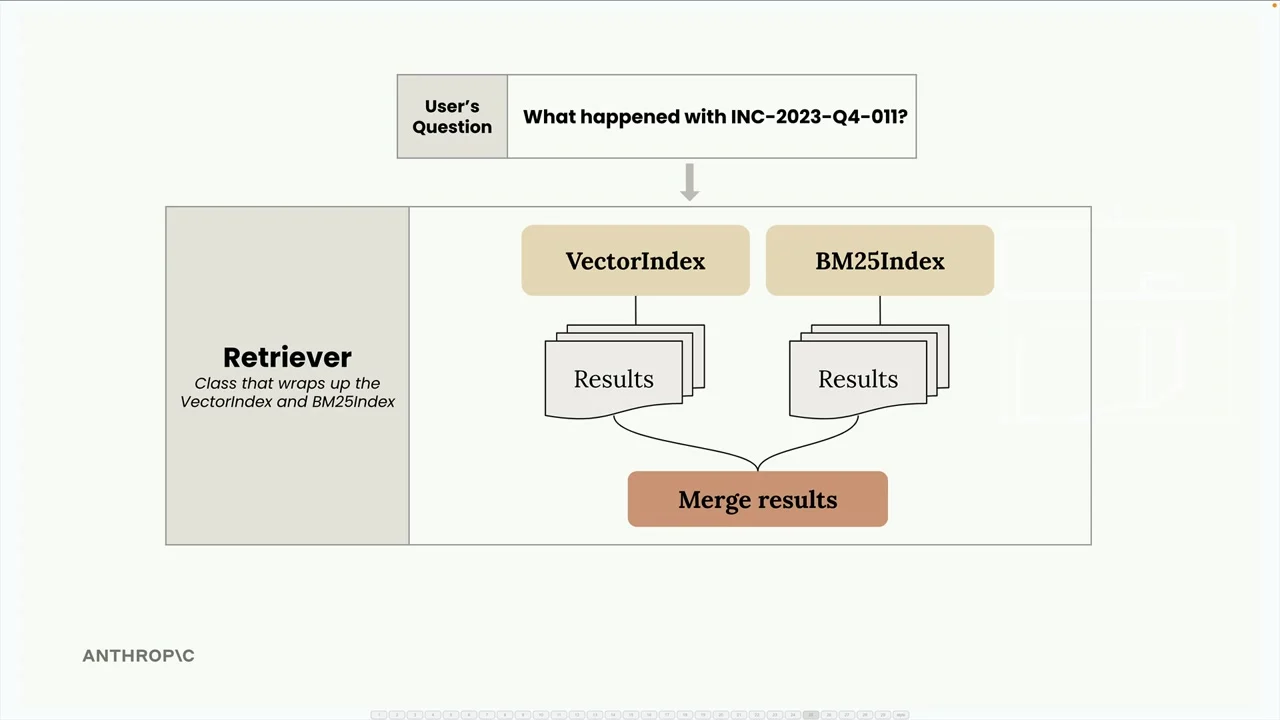 User's
Question
What happened with INC-2023-Q4-011?
VectorIndex
BM25Index
Retriever
Class that wraps up the
VectorIndex and BM25Index
Results
Results
Merge results
ANTHROP\C